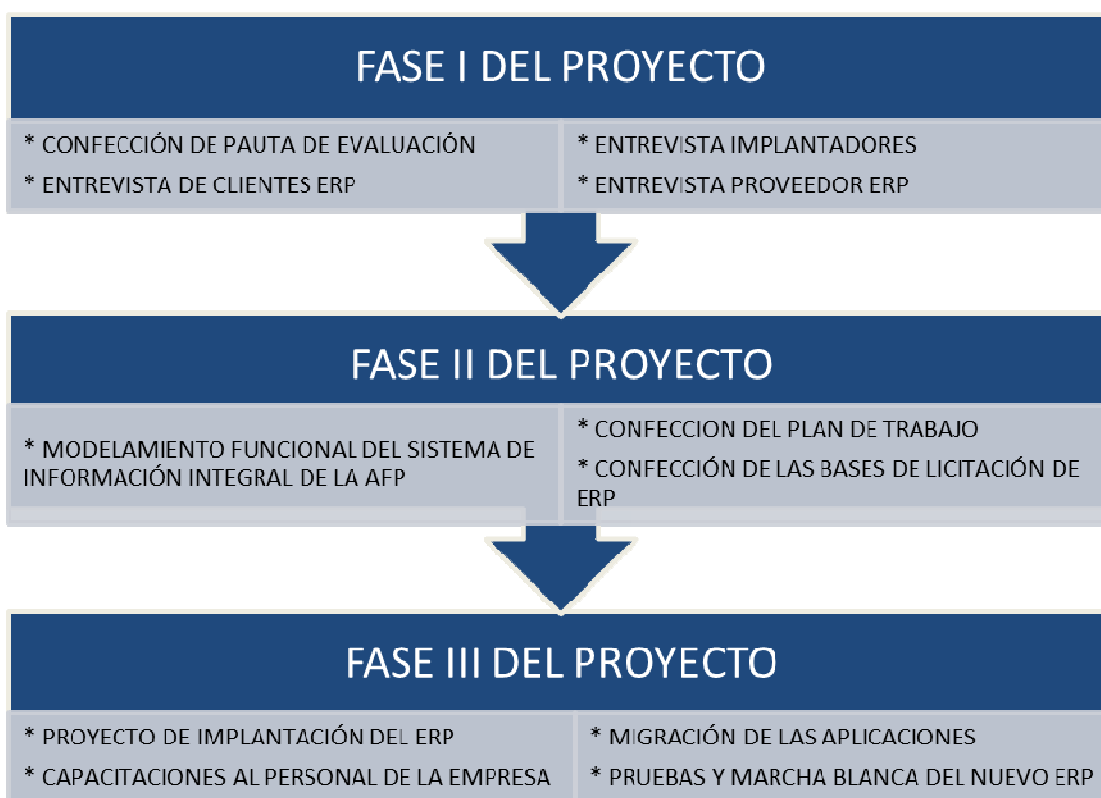 FASE I DEL PROYECTO
* CONFECCIÓN DE PAUTA DE EVALUACIÓN
* ENTREVISTA DE CLIENTES ERP
* ENTREVISTA IMPLANTADORES
* ENTREVISTA PROVEEDOR ERP
FASE II DEL PROYECTO
* MODELAMIENTO FUNCIONAL DEL SISTEMA DE
INFORMACIÓN INTEGRAL DE LA AFP
* CONFECCION DEL PLAN DE TRABAJO
* CONFECCIÓN DE LAS BASES DE LICITACIÓN DE
ERP
FASE III DEL PROYECTO
* PROYECTO DE IMPLANTACIÓN DEL ERP
* CAPACITACIONES AL PERSONAL DE LA EMPRESA
* MIGRACIÓN DE LAS APLICACIONES
* PRUEBAS Y MARCHA BLANCA DEL NUEVO ERP